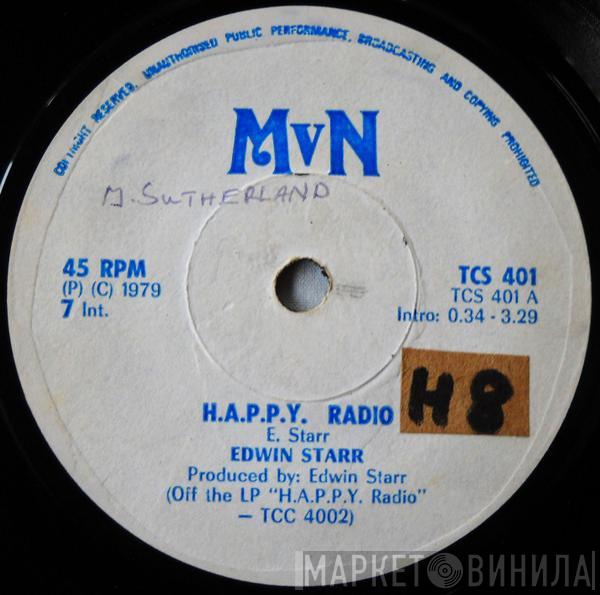 COPYRIGHT RESERVED, UNAUTHORISED PUBLIC PERFORMANCE, BROADCASTING AND COPYING PROHIBITED
MvN
M. SUTHERLAND
45 RPM
(P) (C) 1979
7 Int.
TCS 401
TCS 401 A
Intro: 0.34 - 3.29
H8
H.A.P.P.Y. RADIO
E. Starr
EDWIN STARR
Produced by: Edwin Starr
(Off the LP "H.A.P.P.Y. Radio"
— TCC 4002)
МАРКЕТ ВИНИЛА